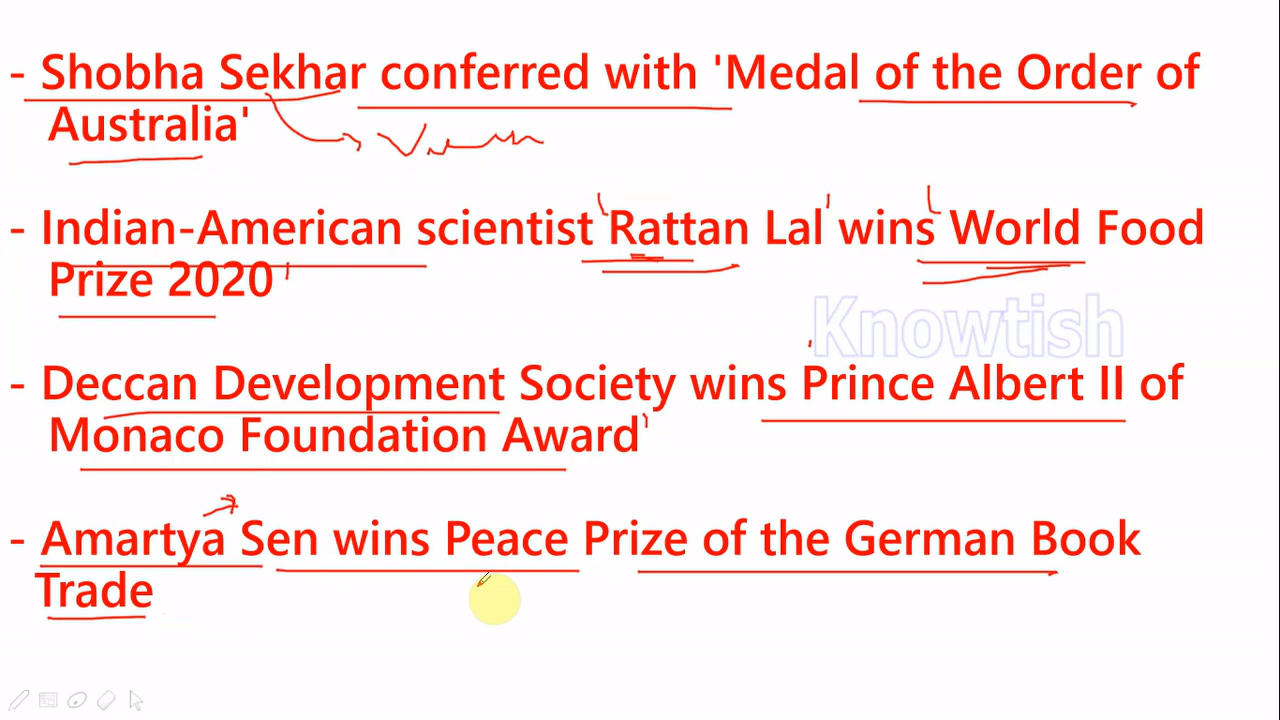 - Shobha Sekhar conferred with 'Medal of the Order of
Australia'
- Indian-American scientist Rattan Lal wins World Food
Prize 2020
Knowtish
- Deccan Development Society wins Prince Albert II of
Monaco Foundation Award
- Amartya Sen wins Peace Prize of the German Book
Trade